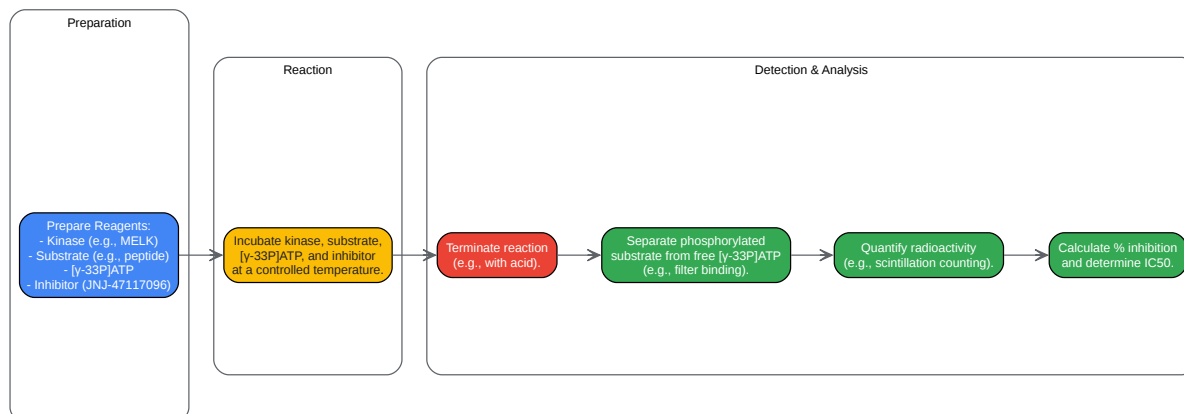 Preparation
Prepare Reagents:
- Kinase (e.g., MELK)
- Substrate (e.g., peptide)
- [γ-33P]ATP
- Inhibitor (JNJ-47117096)
Reaction
Incubate kinase, substrate,
[γ-33P]ATP, and inhibitor
at a controlled temperature.
Detection & Analysis
Terminate reaction
(e.g., with acid).
Separate phosphorylated
substrate from free [γ-33P]ATP
(e.g., filter binding).
Quantify radioactivity
(e.g., scintillation counting).
Calculate % inhibition
and determine IC50.